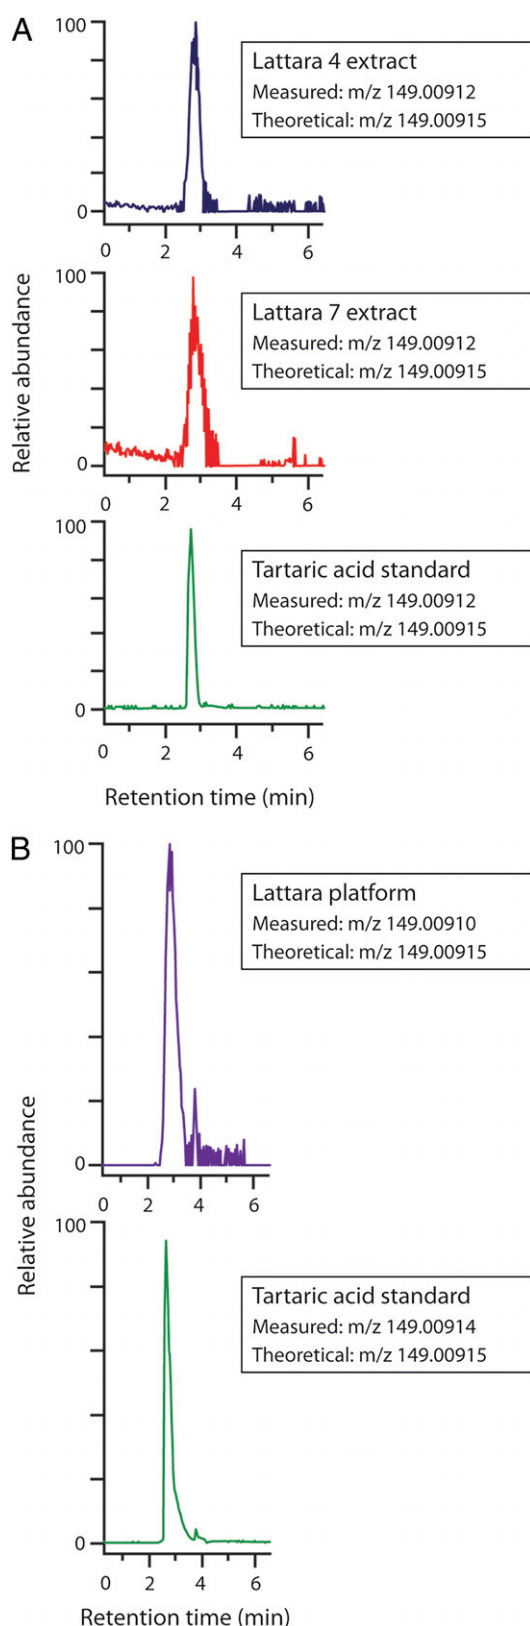 A
100
0
0 2 4 6
Lattara 4 extract
Measured: m/z 149.00912
Theoretical: m/z 149.00915
Relative abundance
100
0
0 2 4 6
Lattara 7 extract
Measured: m/z 149.00912
Theoretical: m/z 149.00915
100
0
0 2 4 6
Tartaric acid standard
Measured: m/z 149.00912
Theoretical: m/z 149.00915
Retention time (min)
B
100
0
0 2 4 6
Lattara platform
Measured: m/z 149.00910
Theoretical: m/z 149.00915
Relative abundance
100
0
0 2 4 6
Tartaric acid standard
Measured: m/z 149.00914
Theoretical: m/z 149.00915
Retention time (min)